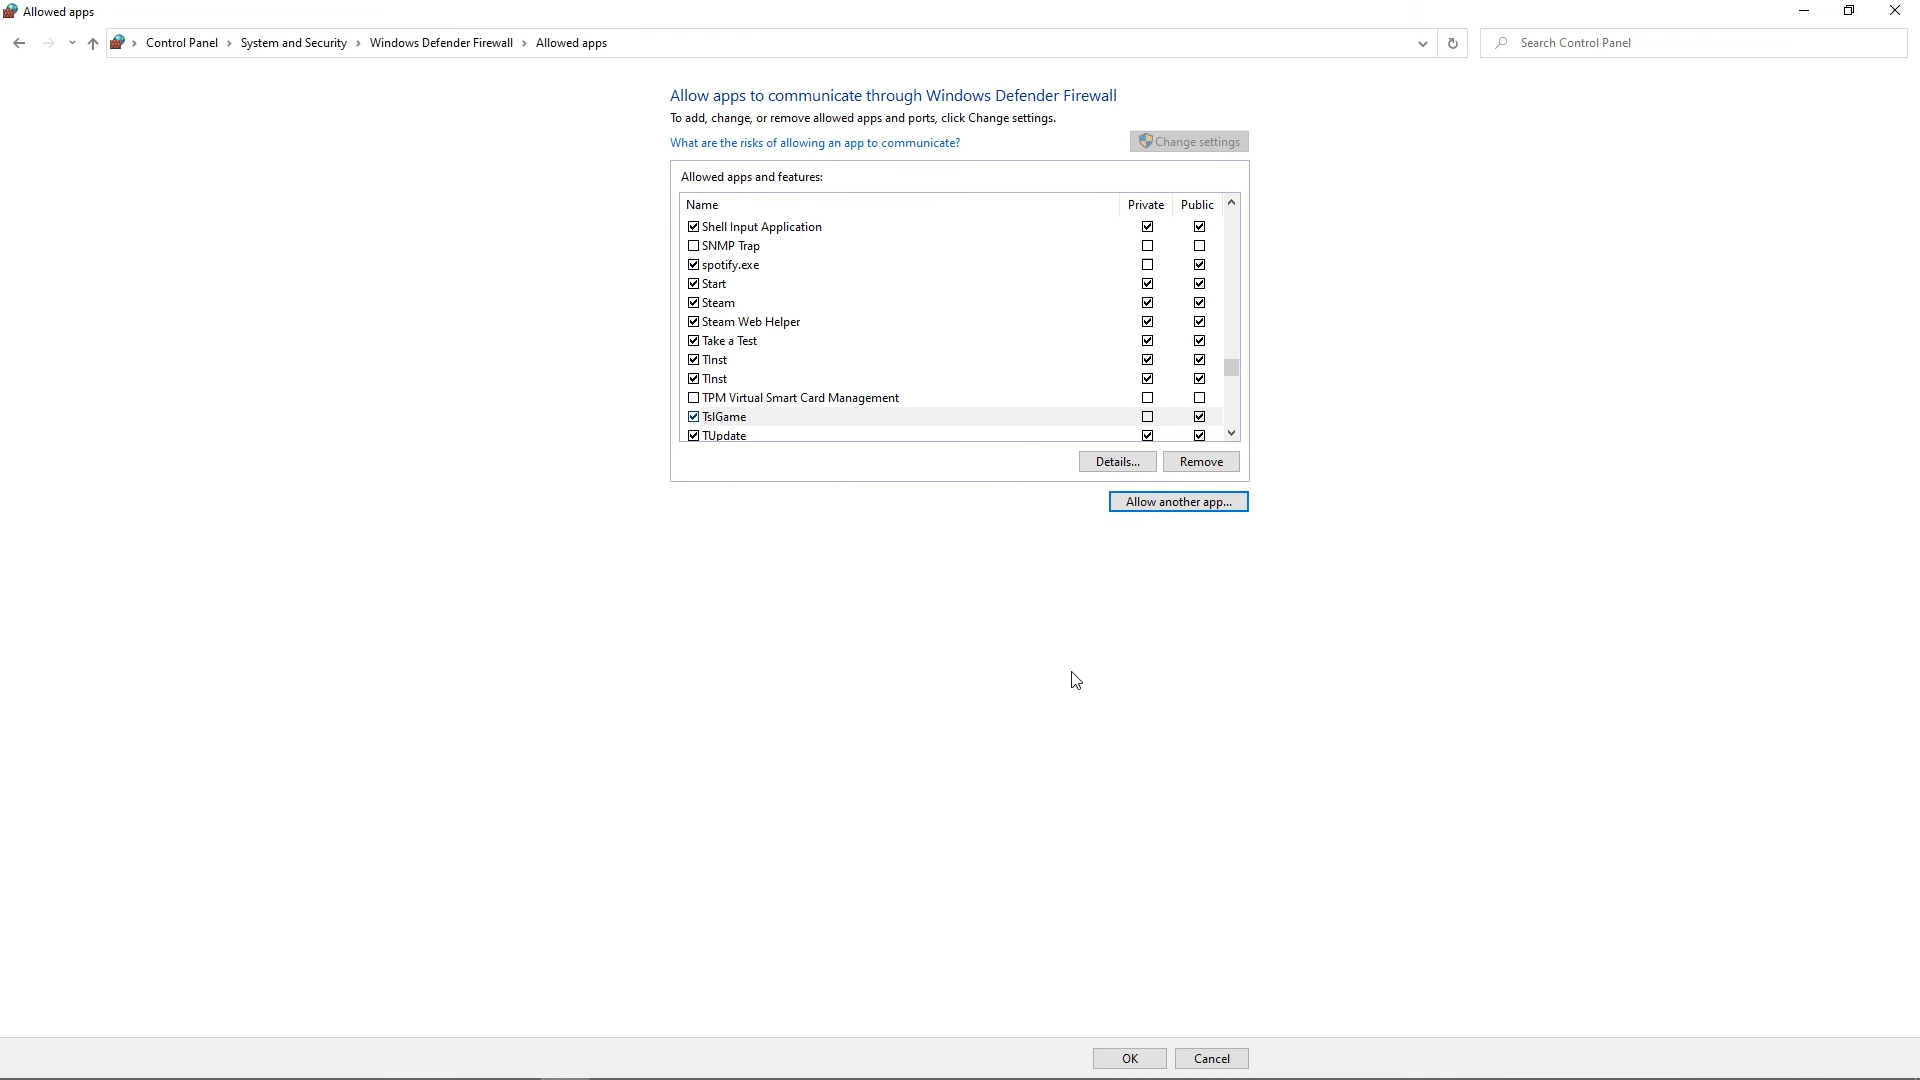 Allowed apps
Control Panel > System and Security > Windows Defender Firewall > Allowed apps
Search Control Panel
Allow apps to communicate through Windows Defender Firewall
To add, change, or remove allowed apps and ports, click Change settings.
What are the risks of allowing an app to communicate?
Change settings
Allowed apps and features:
Name Private Public
Shell Input Application
SNMP Trap
spotify.exe
Start
Steam
Steam Web Helper
Take a Test
TInst
TInst
TPM Virtual Smart Card Management
TslGame
TUpdate
Details... Remove
Allow another app...
OK Cancel